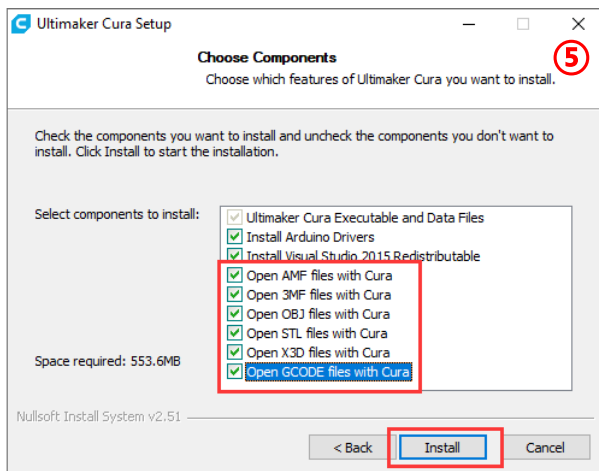 Ultimaker Cura Setup
Choose Components
⑤
Choose which features of Ultimaker Cura you want to install.
Check the components you want to install and uncheck the components you don't want to
install. Click Install to start the installation.
Select components to install:
Ultimaker Cura Executable and Data Files
Install Arduino Drivers
Install Visual Studio 2015 Redistributable
Open AMF files with Cura
Open 3MF files with Cura
Open OBJ files with Cura
Open STL files with Cura
Open X3D files with Cura
Open GCODE files with Cura
Space required: 553.6MB
Nullsoft Install System v2.51
< Back
Install
Cancel